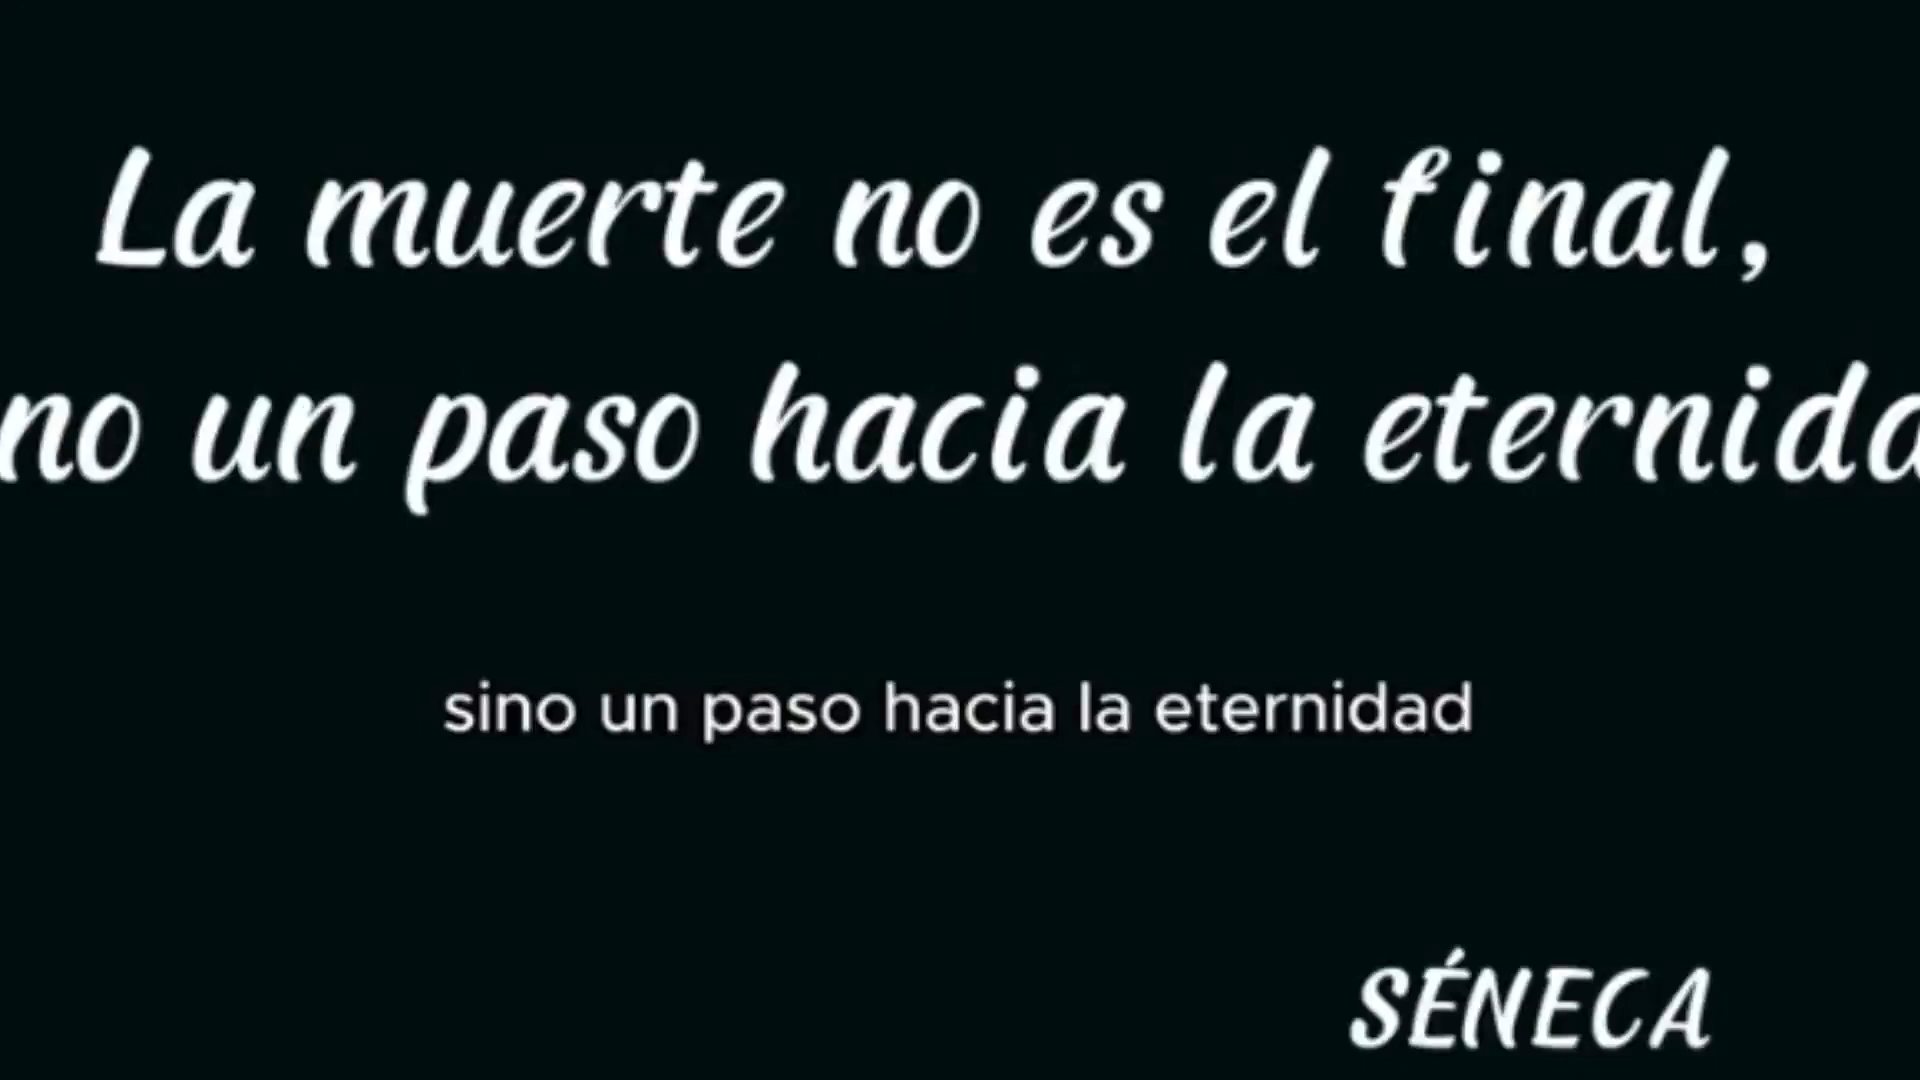 La muerte no es el final,
no un paso hacia la eternida
sino un paso hacia la eternidad
SÉNECA